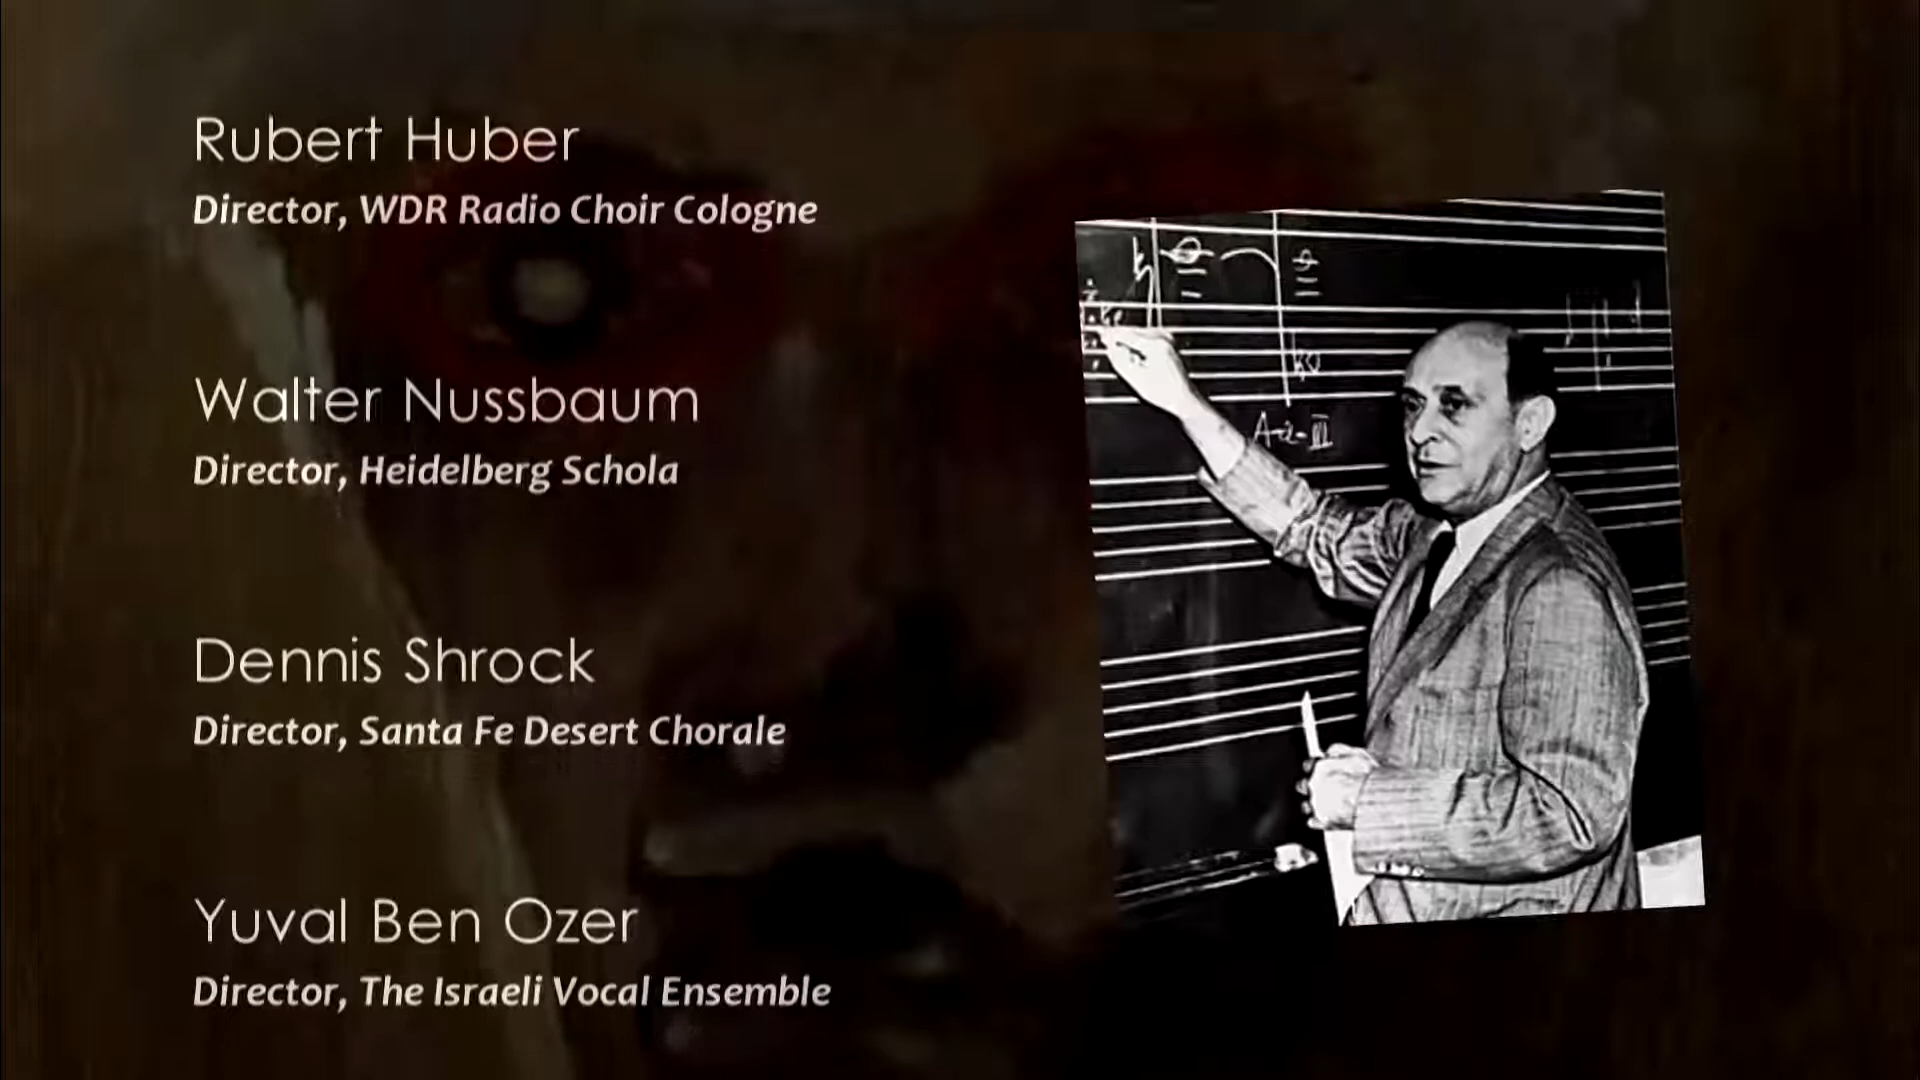 Rubert Huber
Director, WDR Radio Choir Cologne
Walter Nussbaum
Director, Heidelberg Schola
Dennis Shrock
Director, Santa Fe Desert Chorale
Yuval Ben Ozer
Director, The Israeli Vocal Ensemble
A-a-III